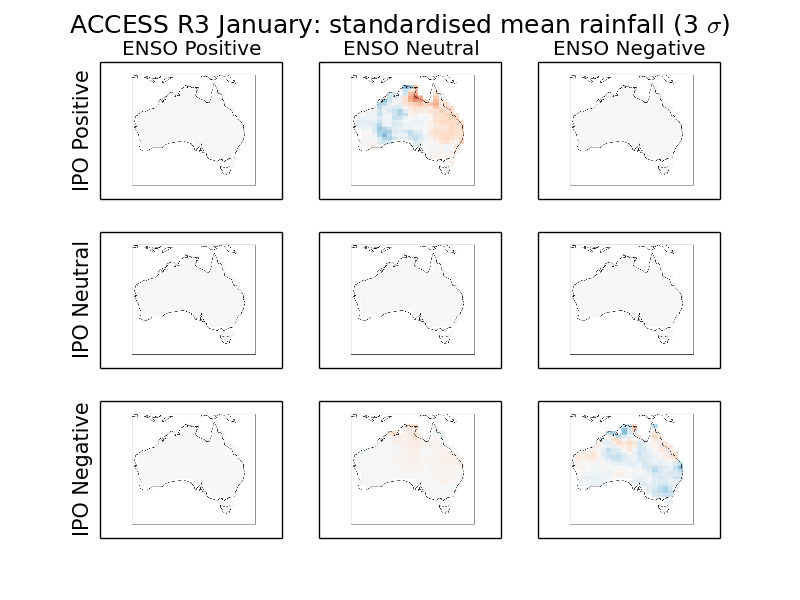 ACCESS R3 January: standardised mean rainfall (3 σ)
ENSO Positive ENSO Neutral ENSO Negative
IPO Positive
IPO Neutral
IPO Negative